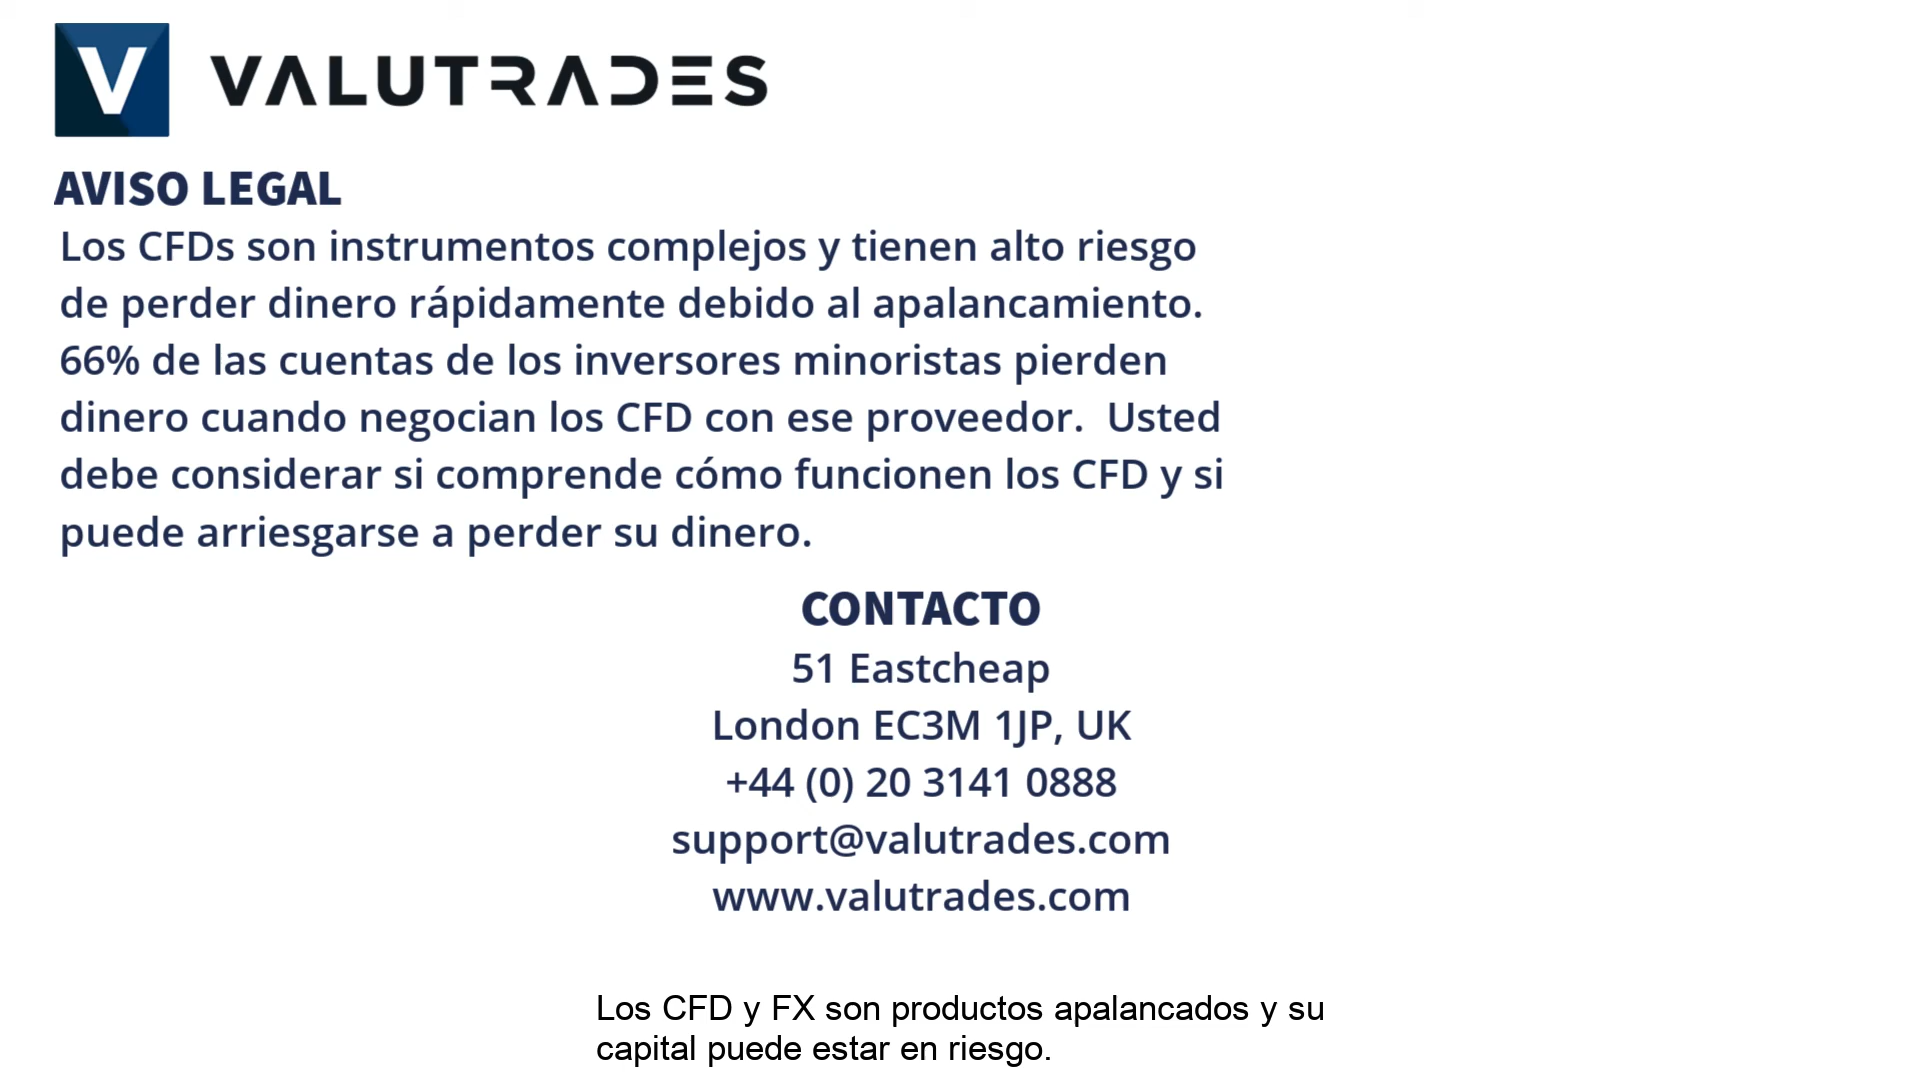 V VALUTRADES
AVISO LEGAL
Los CFDs son instrumentos complejos y tienen alto riesgo
de perder dinero rápidamente debido al apalancamiento.
66% de las cuentas de los inversores minoristas pierden
dinero cuando negocian los CFD con ese proveedor.  Usted
debe considerar si comprende cómo funcionen los CFD y si
puede arriesgarse a perder su dinero.
CONTACTO
51 Eastcheap
London EC3M 1JP, UK
+44 (0) 20 3141 0888
support@valutrades.com
www.valutrades.com
Los CFD y FX son productos apalancados y su
capital puede estar en riesgo.